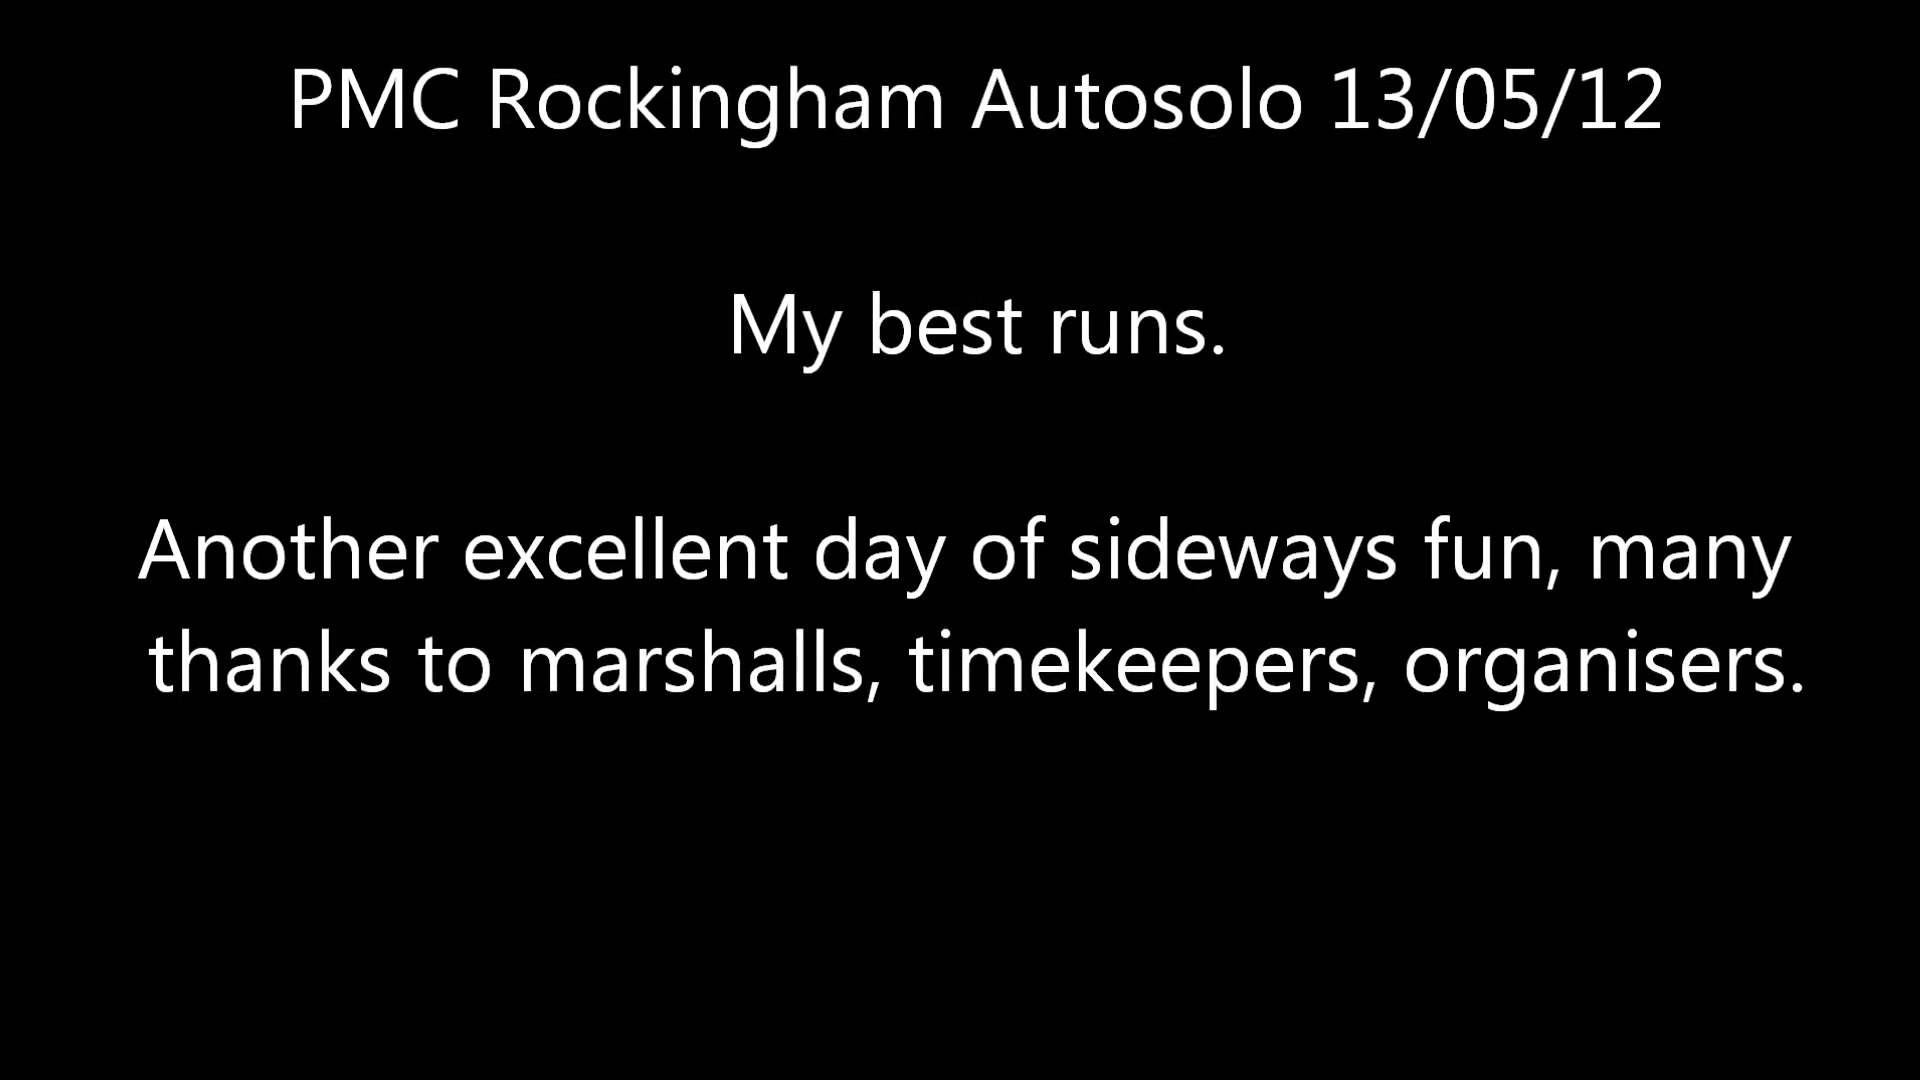 PMC Rockingham Autosolo 13/05/12
My best runs.
Another excellent day of sideways fun, many
thanks to marshalls, timekeepers, organisers.